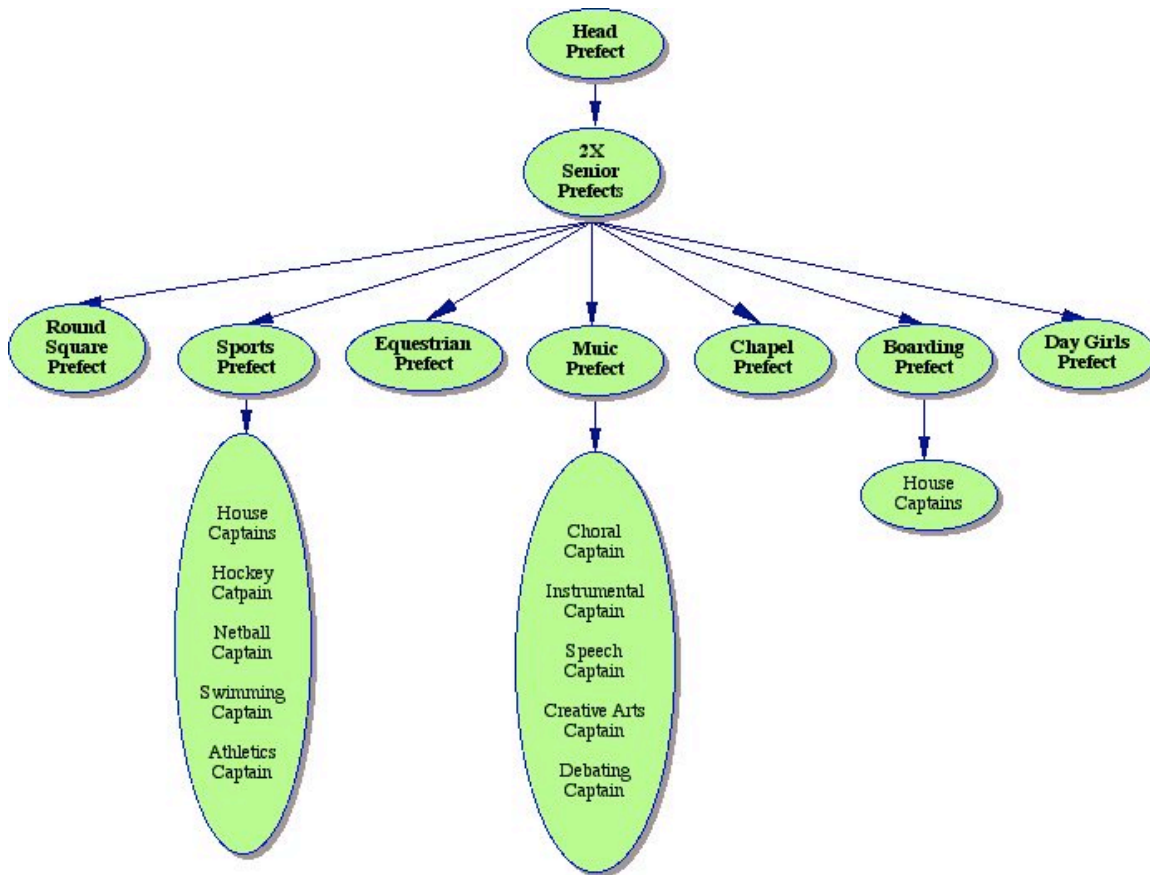 Head
Prefect
2X
Senior
Prefects
Round
Square
Prefect
Sports
Prefect
Equestrian
Prefect
Muic
Prefect
Chapel
Prefect
Boarding
Prefect
Day Girls
Prefect
House
Captains
Hockey
Catpain
Netball
Captain
Swimming
Captain
Athletics
Captain
Choral
Captain
Instrumental
Captain
Speech
Captain
Creative Arts
Captain
Debating
Captain
House
Captains